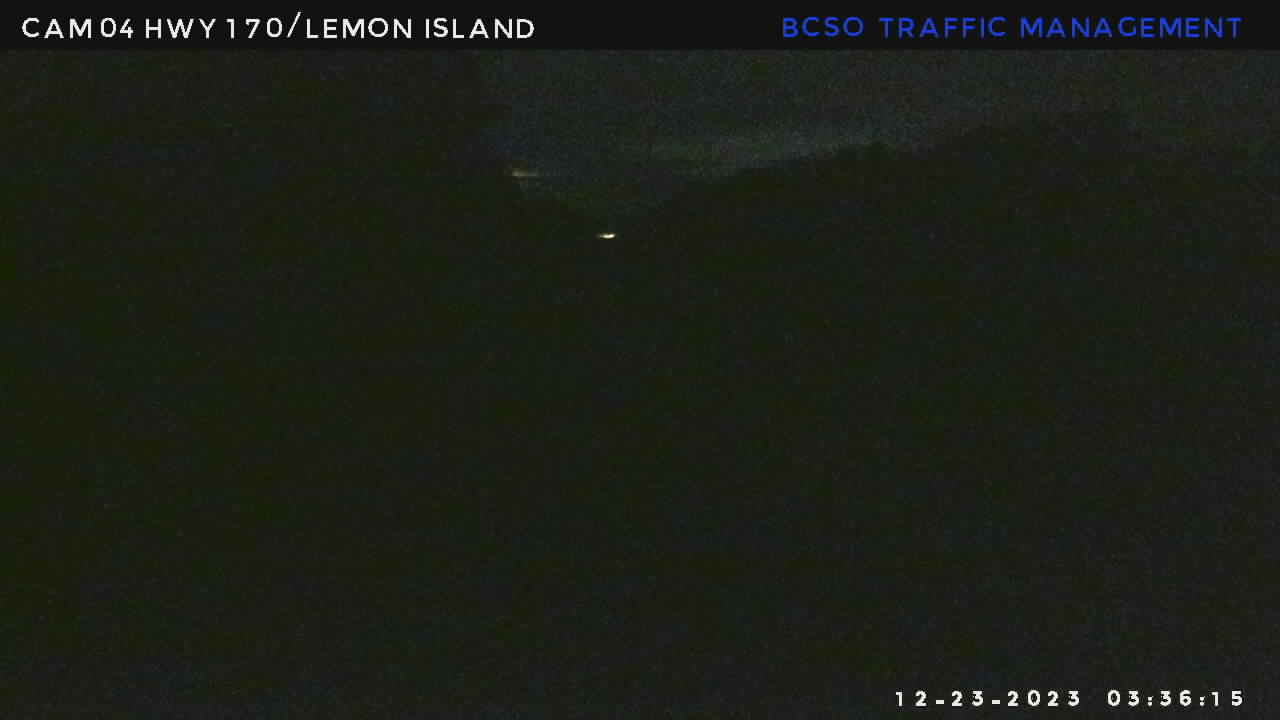 CAM04 HWY 170/LEMON ISLAND
BCSO TRAFFIC MANAGEMENT
12-23-2023 03:36:15